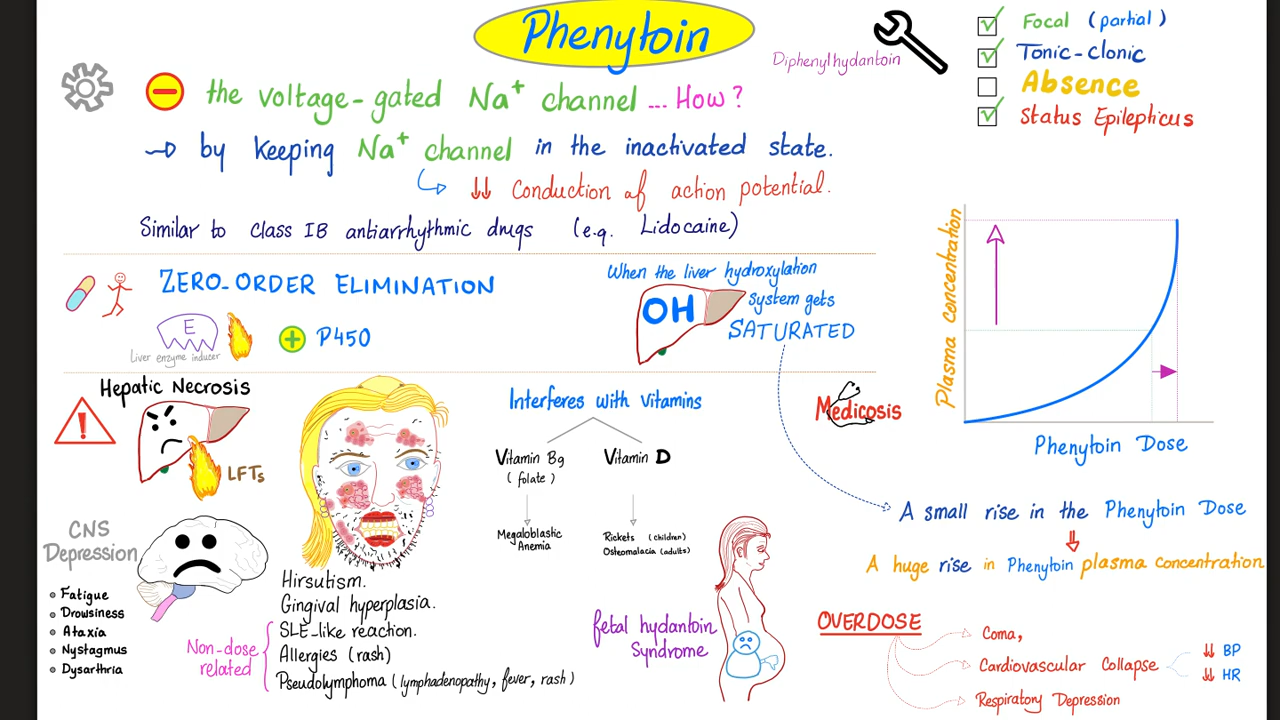 Phenytoin
Diphenylhydantoin
Focal (partial)
Tonic-clonic
Absence
Status Epilepticus
the voltage-gated Na+ channel ... How?
by keeping Na+ channel in the inactivated state.
↓↓ Conduction of action potential.
Similar to Class IB antiarrhythmic drugs (e.g. Lidocaine)
ZERO-ORDER ELIMINATION
E
Liver enzyme inducer
+ P450
When the liver hydroxylation
system gets
SATURATED
OH
Plasma concentration
Phenytoin Dose
Medicosis
A small rise in the Phenytoin Dose
A huge rise in Phenytoin plasma concentration
Hepatic Necrosis
LFTs
CNS
Depression
Fatigue
Drowsiness
Ataxia
Nystagmus
Dysarthria
Hirsutism.
Gingival hyperplasia.
Non-dose
related
SLE-like reaction.
Allergies (rash)
Pseudolymphoma (lymphadenopathy, fever, rash)
Interferes with vitamins
Vitamin B9
(folate)
Megaloblastic
Anemia
Vitamin D
Rickets (children)
Osteomalacia (adults)
fetal hydantoin
Syndrome
OVERDOSE
Coma,
Cardiovascular Collapse
↓↓ BP
↓↓ HR
Respiratory Depression